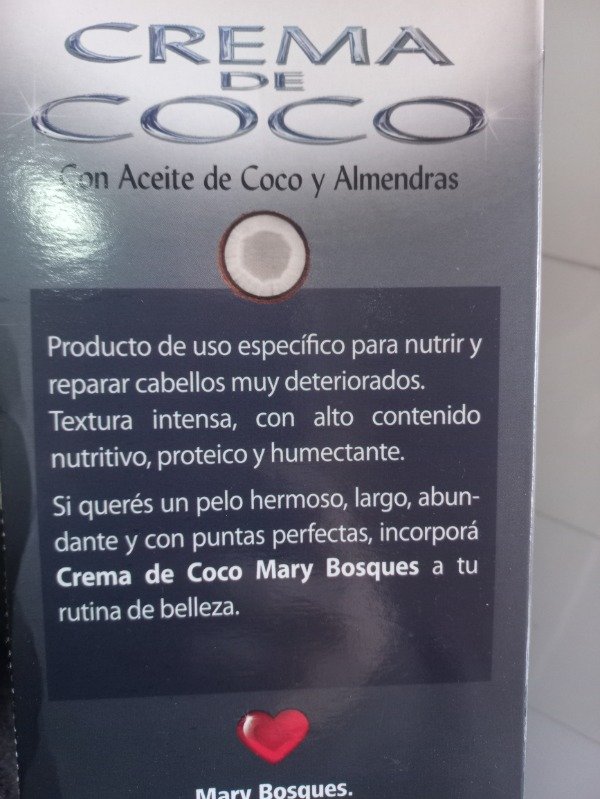 CREMA
DE
COCO
Con Aceite de Coco y Almendras
Producto de uso específico para nutrir y
reparar cabellos muy deteriorados.
Textura intensa, con alto contenido
nutritivo, proteico y humectante.
Si querés un pelo hermoso, largo, abun-
dante y con puntas perfectas, incorporá
Crema de Coco Mary Bosques a tu
rutina de belleza.
Mary Bosques.